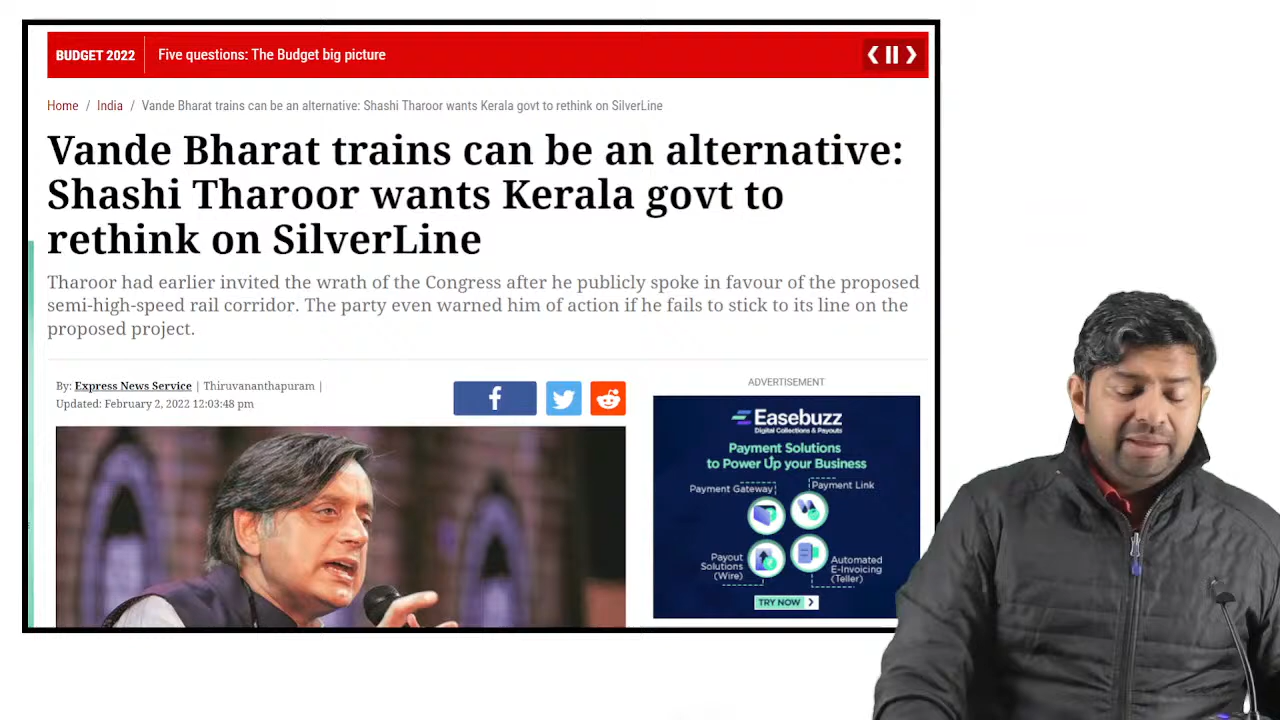 BUDGET 2022
Five questions: The Budget big picture
Home / India / Vande Bharat trains can be an alternative: Shashi Tharoor wants Kerala govt to rethink on SilverLine
Vande Bharat trains can be an alternative:
Shashi Tharoor wants Kerala govt to
rethink on SilverLine
Tharoor had earlier invited the wrath of the Congress after he publicly spoke in favour of the proposed
semi-high-speed rail corridor. The party even warned him of action if he fails to stick to its line on the
proposed project.
By: Express News Service | Thiruvananthapuram |
Updated: February 2, 2022 12:03:48 pm
ADVERTISEMENT
Easebuzz
Digital Collections & Payouts
Payment Solutions
to Power Up your Business
Payment Gateway
Payment Link
Payout
Solutions
(Wire)
Automated
E-Invoicing
(Teller)
TRY NOW